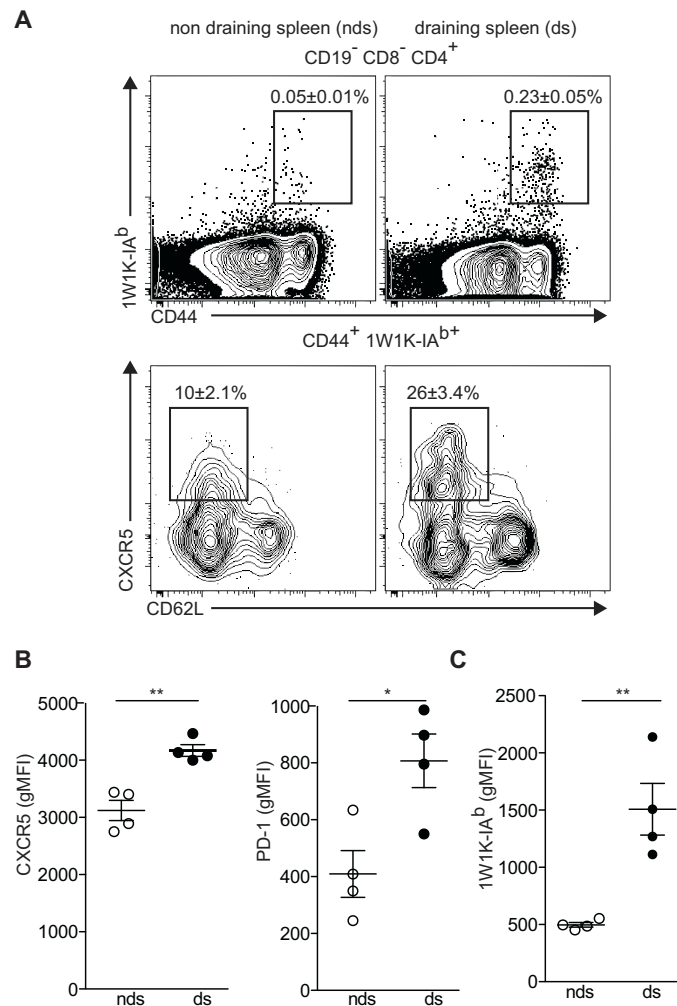 A
non draining spleen (nds) draining spleen (ds)
CD19- CD8- CD4+
0.05±0.01% 0.23±0.05%
1W1K-IAb
CD44
CD44+ 1W1K-IAb+
10±2.1% 26±3.4%
CXCR5
CD62L
B
CXCR5 (gMFI)
5000
4000
3000
2000
1000
0
**
nds ds
PD-1 (gMFI)
1000
800
600
400
200
0
*
nds ds
C
1W1K-IAb (gMFI)
2500
2000
1500
1000
500
0
**
nds ds